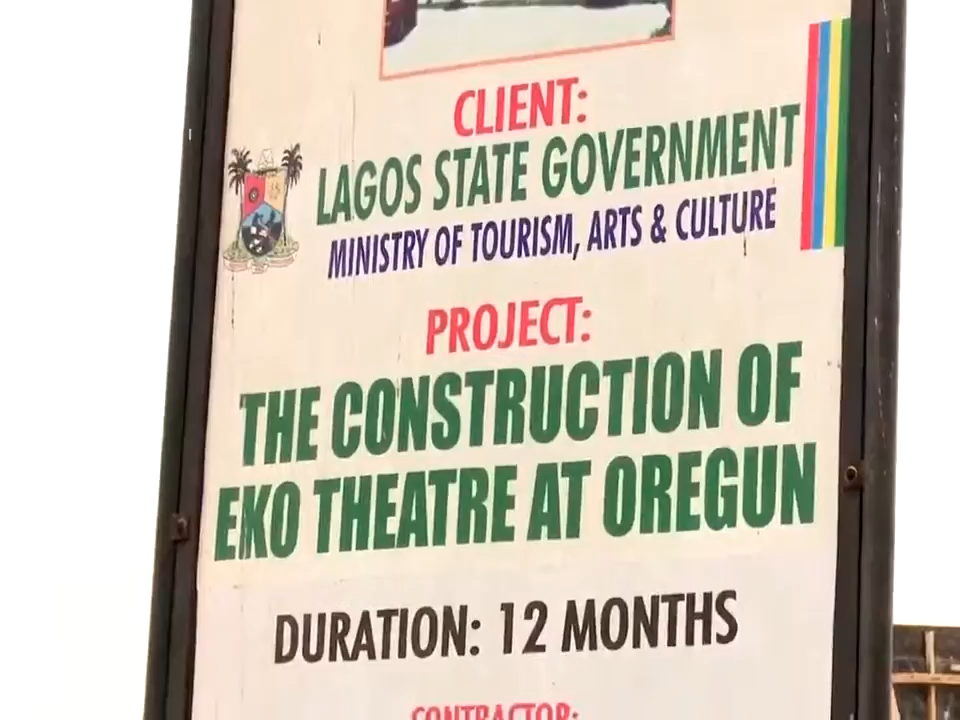 CLIENT:
LAGOS STATE GOVERNMENT
MINISTRY OF TOURISM, ARTS & CULTURE
PROJECT:
THE CONSTRUCTION OF
EKO THEATRE AT OREGUN
DURATION: 12 MONTHS
CONTRACTOR: